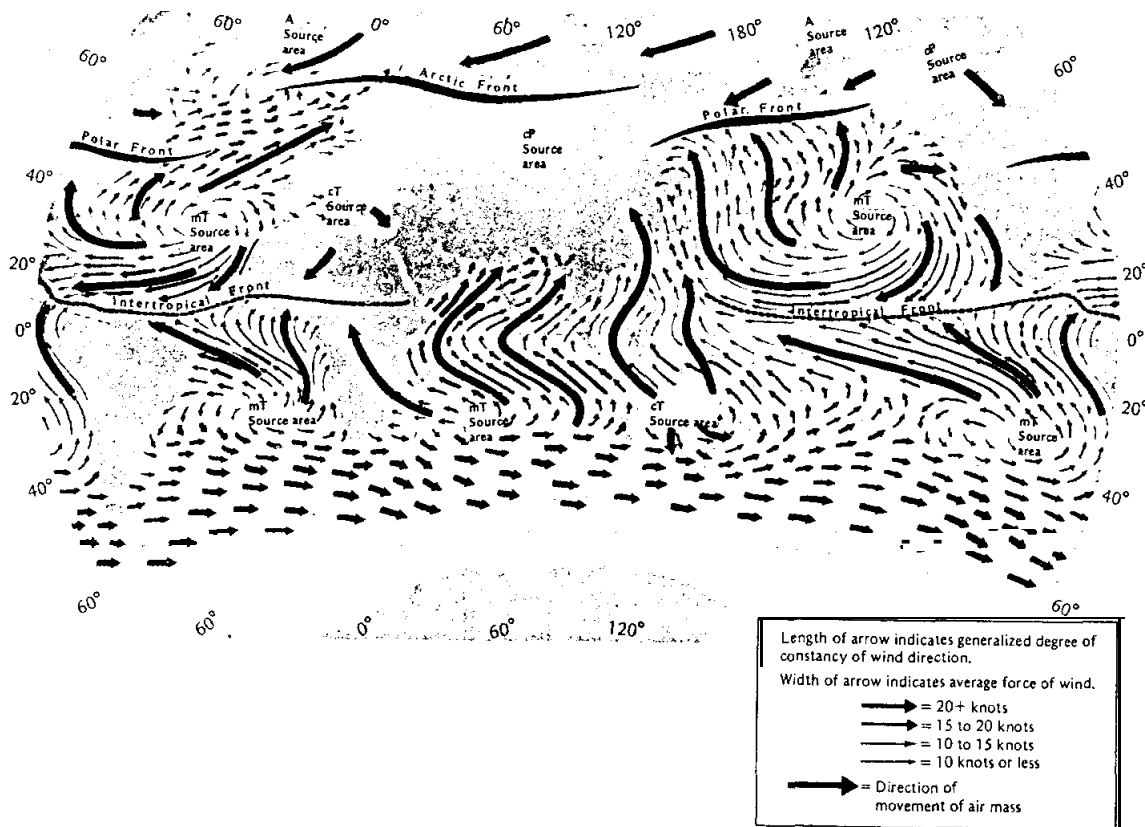 A
Source
area
60°
60°
0°
60°
120°
180°
A
Source
area
120°
cP
Source
area
60°
Arctic Front
Polar Front
Polar Front
cP
Source
area
40°
40°
cT
Source
area
mT
Source
area
mT
Source
area
20°
20°
Intertropical Front
Intertropical Front
0°
0°
20°
20°
mT
Source area
mT
Source
area
cT
Source area
mT
Source
area
40°
40°
60°
60°
0°
60°
120°
60°
Length of arrow indicates generalized degree of
constancy of wind direction.
Width of arrow indicates average force of wind.
= 20+ knots
= 15 to 20 knots
= 10 to 15 knots
= 10 knots or less
= Direction of
movement of air mass